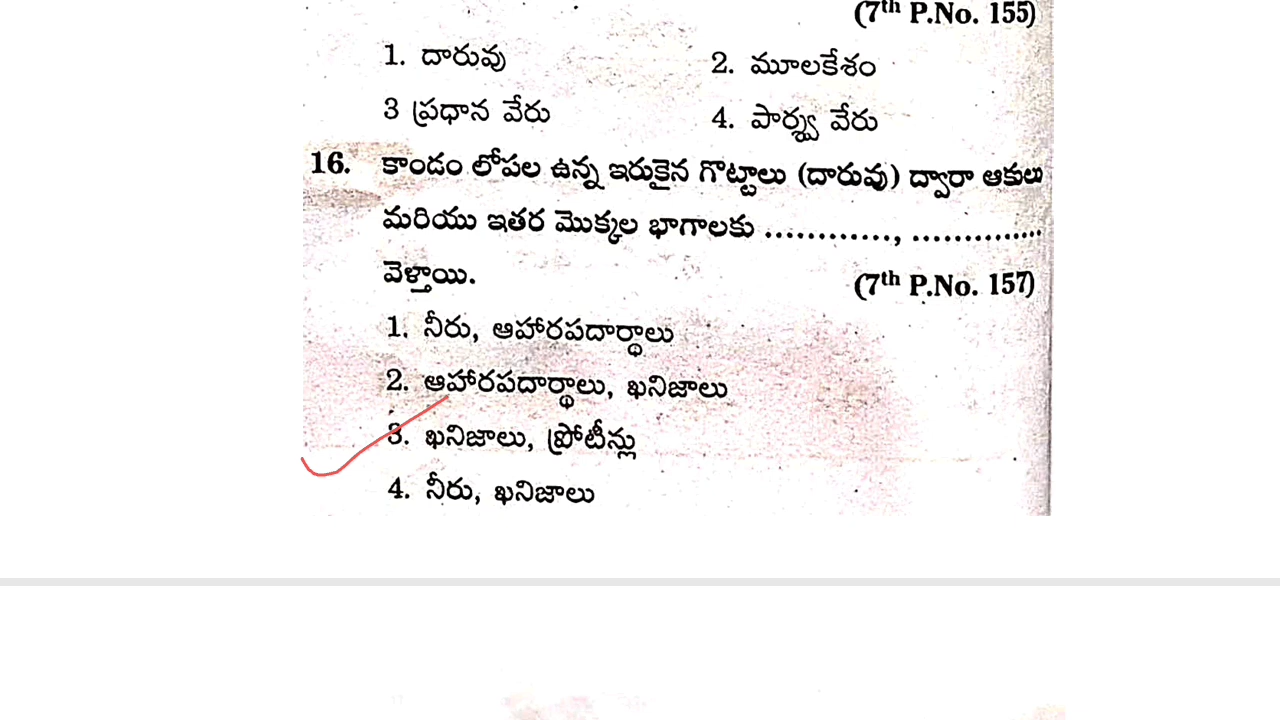 (7th P.No. 155)
1. దారువు 2. మూలకేశం
3 ప్రధాన వేరు 4. పార్శ్వ వేరు
16. కాండం లోపల ఉన్న ఇరుకైన గొట్టాలు (దారువు) ద్వారా ఆకులు
మరియు ఇతర మొక్కల భాగాలకు ............, ..............
వెళ్తాయి. (7th P.No. 157)
1. నీరు, ఆహారపదార్థాలు
2. ఆహారపదార్థాలు, ఖనిజాలు
3. ఖనిజాలు, ప్రోటీన్లు
4. నీరు, ఖనిజాలు